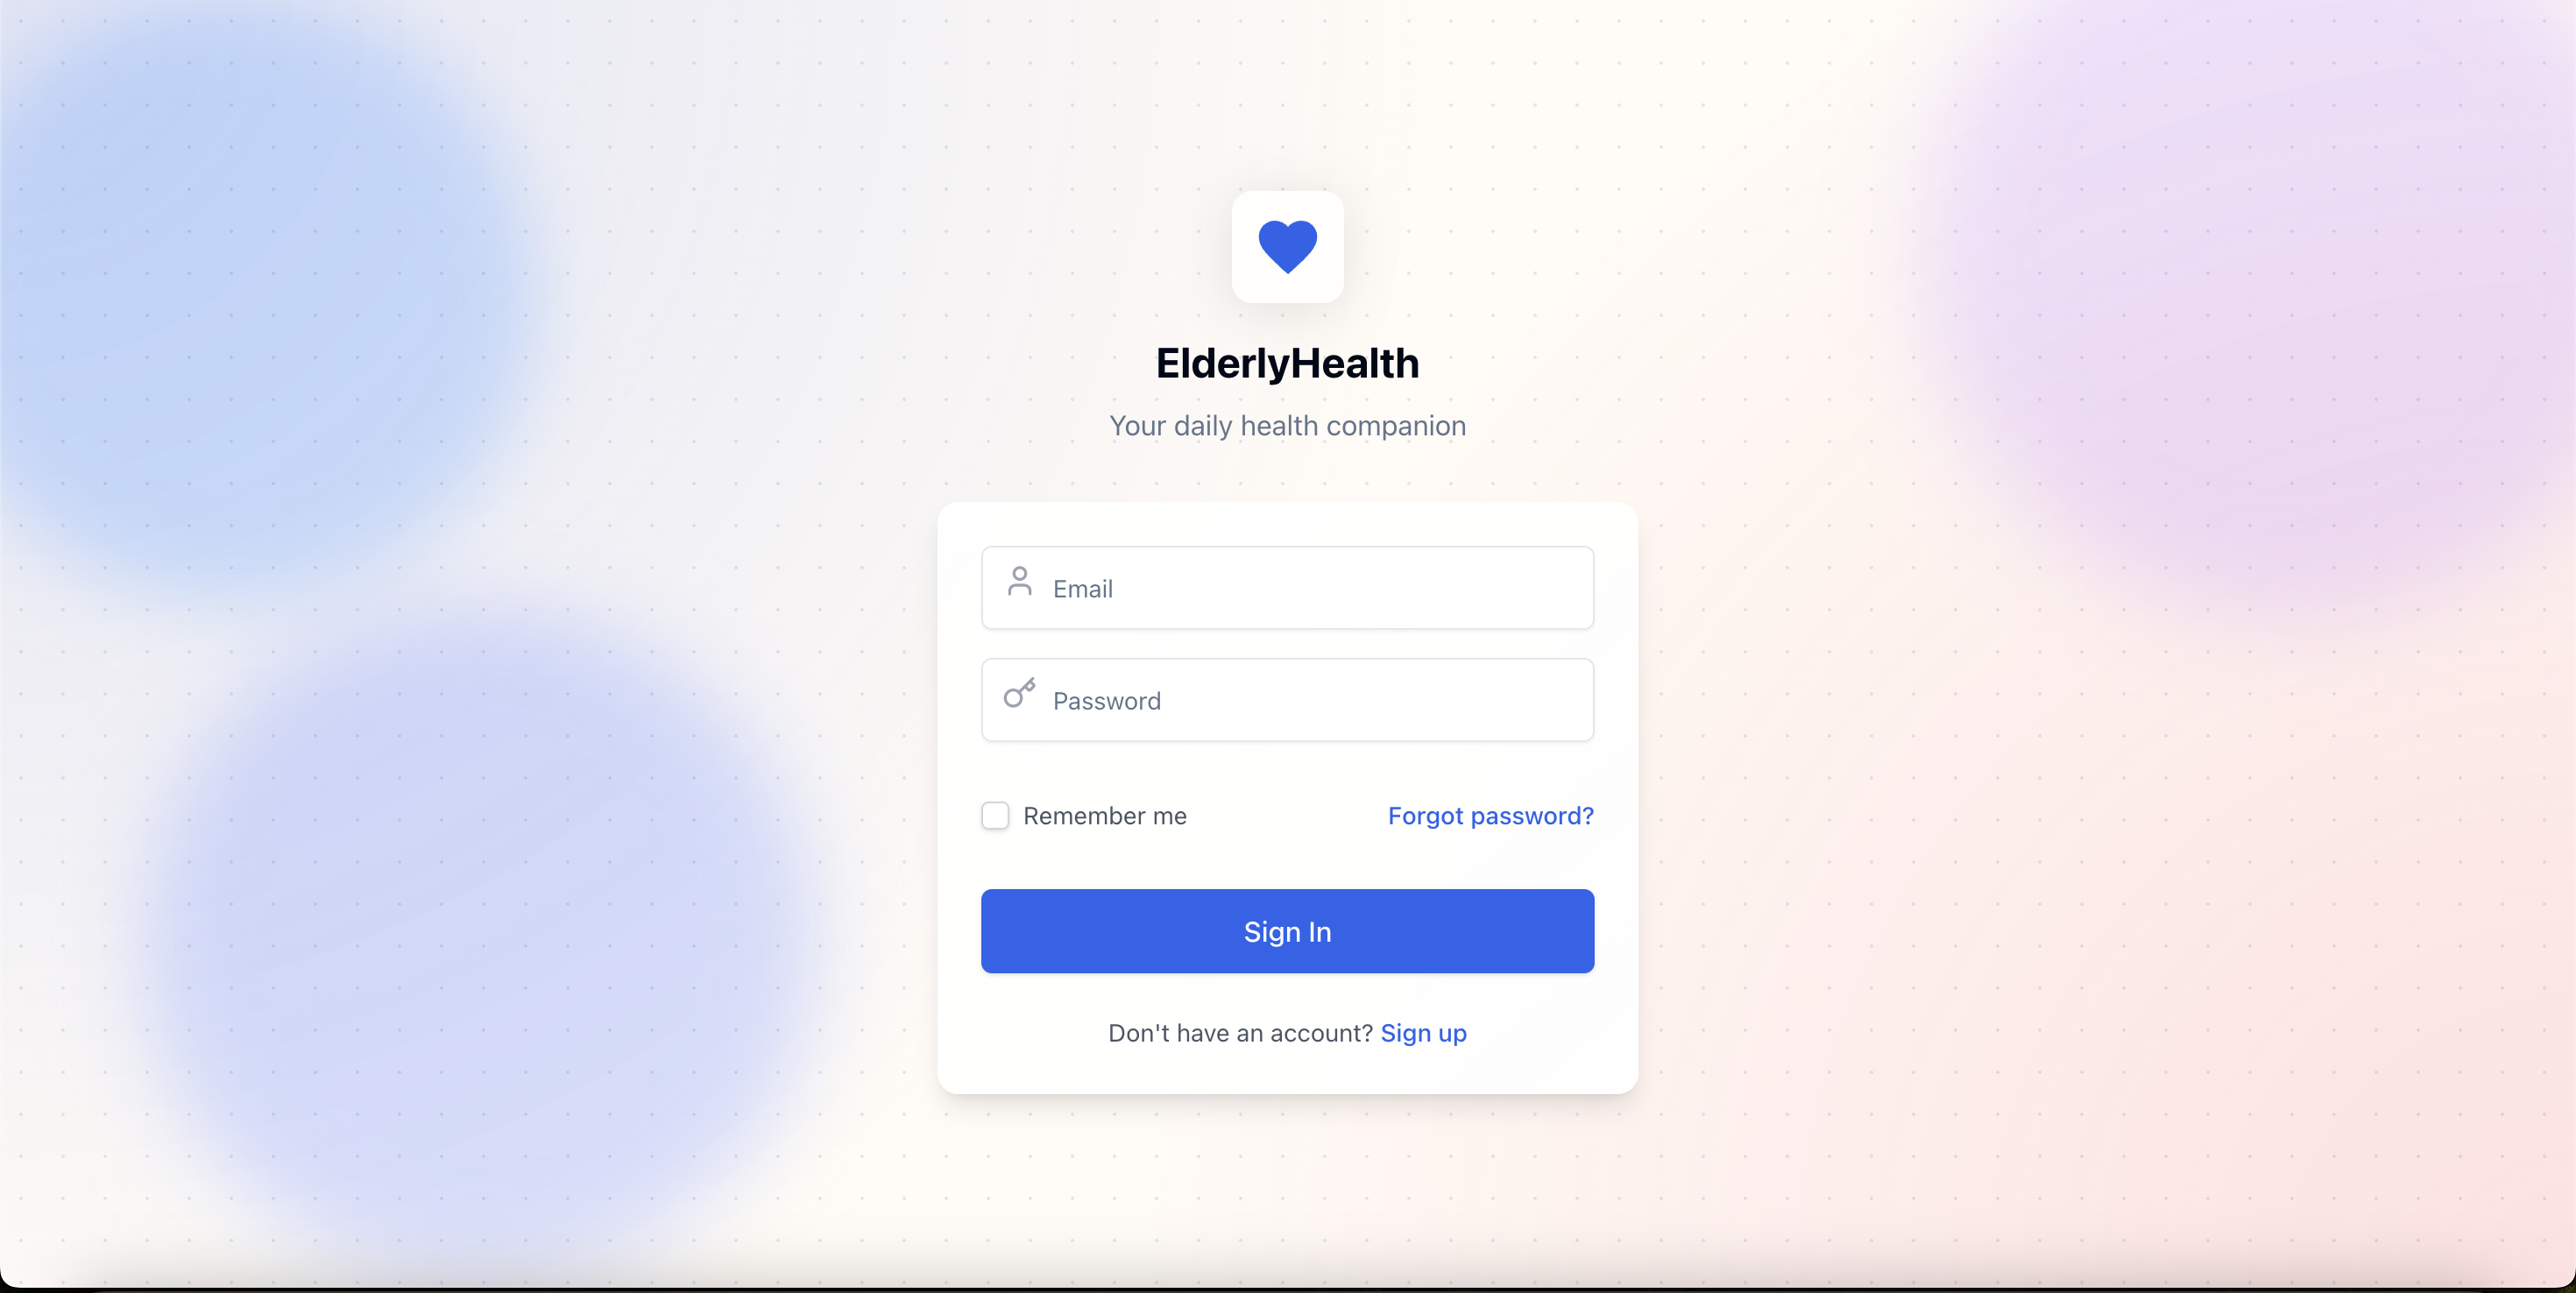 ElderlyHealth
Your daily health companion
Email
Password
Remember me
Forgot password?
Sign In
Don't have an account? Sign up